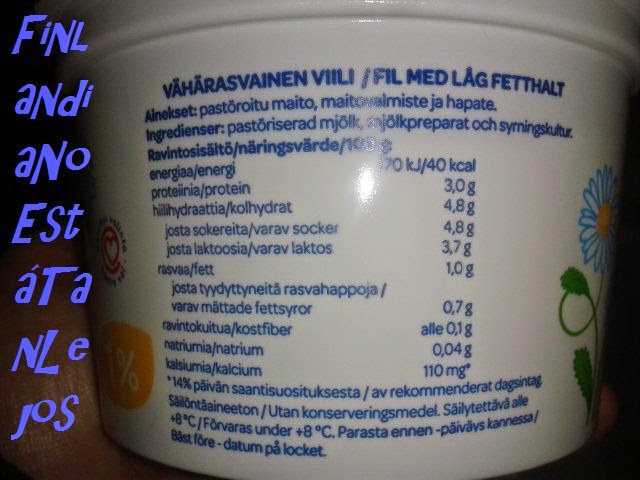 FiNL
aNdi
aNo
ESt
áTa
NLe
jOS
VÄHÄRASVAINEN VIILI / FIL MED LÅG FETTHALT
Ainekset: pastöroitu maito, maitovalmiste ja hapate.
Ingredienser: pastöriserad mjölk, mjölkpreparat och syrningskultur.
Ravintosisältö/näringsvärde/100 g:
energiaa/energi 170 kJ/40 kcal
proteiinia/protein 3,0 g
hiilihydraattia/kolhydrat 4,8 g
josta sokereita/varav socker 4,8 g
josta laktoosia/varav laktos 3,7 g
rasvaa/fett 1,0 g
josta tyydyttyneitä rasvahappoja /
varav mättade fettsyror 0,7 g
ravintokuitua/kostfiber alle 0,1 g
natriumia/natrium 0,04 g
kalsiumia/kalcium 110 mg*
*14% päivän saantisuosituksesta / av rekommenderat dagsintag.
Säilöntäaineeton / Utan konserveringsmedel. Säilytettävä alle
+8 °C / Förvaras under +8 °C. Parasta ennen -päiväys kannessa /
Bäst före - datum på locket.
1%